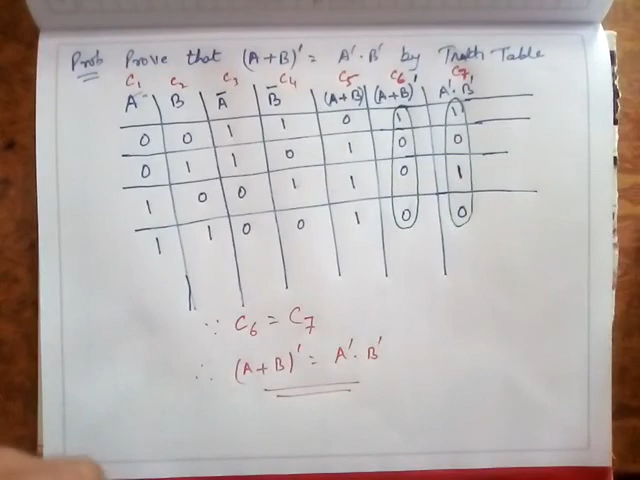 Prob Prove that (A+B)' = A'·B' by Truth Table
C1 C2 C3 C4 C5 C6 C7
A B A̅ B̅ (A+B) (A+B)' A'·B'
0 0 1 1 0 1 1
0 1 1 0 1 0 0
1 0 0 1 1 0 1
1 1 0 0 1 0 0
∵ C6 = C7
∴ (A+B)' = A'·B'